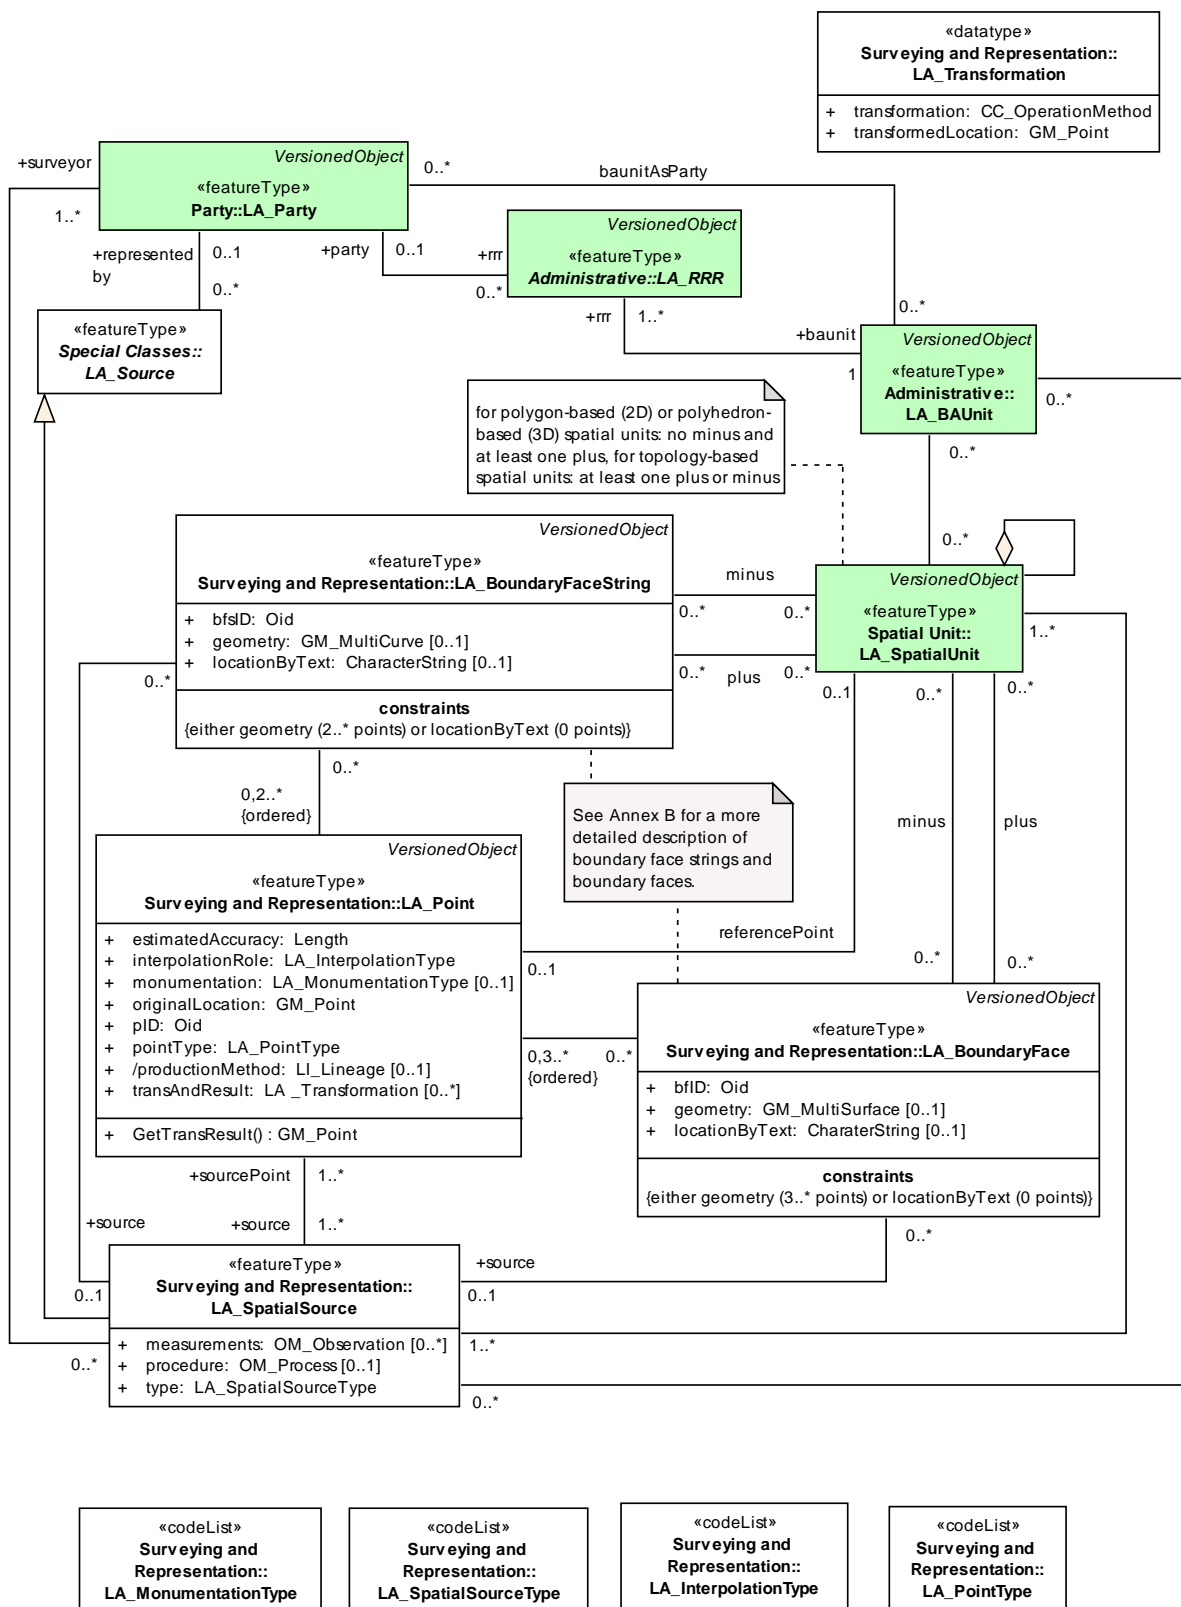 «datatype»
Surveying and Representation::
LA_Transformation
+ transformation: CC_OperationMethod
+ transformedLocation: GM_Point
+surveyor
1..*
VersionedObject
«featureType»
Party::LA_Party
0..*
baunitAsParty
0..*
+represented
by
0..1
0..*
+party
0..1
+rrr
0..*
VersionedObject
«featureType»
Administrative::LA_RRR
+rrr
1..*
+baunit
1
«featureType»
Special Classes::
LA_Source
VersionedObject
«featureType»
Administrative::
LA_BAUnit
0..*
0..*
0..*
for polygon-based (2D) or polyhedron-
based (3D) spatial units: no minus and
at least one plus, for topology-based
spatial units: at least one plus or minus
VersionedObject
«featureType»
Surveying and Representation::LA_BoundaryFaceString
+ bfsID: Oid
+ geometry: GM_MultiCurve [0..1]
+ locationByText: CharacterString [0..1]
constraints
{either geometry (2..* points) or locationByText (0 points)}
minus
0..*
0..*
0..*
plus
0..*
VersionedObject
«featureType»
Spatial Unit::
LA_SpatialUnit
1..*
0..1
0..*
0..*
0..*
0..*
0,2..*
{ordered}
See Annex B for a more
detailed description of
boundary face strings and
boundary faces.
minus
plus
VersionedObject
«featureType»
Surveying and Representation::LA_Point
+ estimatedAccuracy: Length
+ interpolationRole: LA_InterpolationType
+ monumentation: LA_MonumentationType [0..1]
+ originalLocation: GM_Point
+ pID: Oid
+ pointType: LA_PointType
+ /productionMethod: LI_Lineage [0..1]
+ transAndResult: LA _Transformation [0..*]
+ GetTransResult() : GM_Point
referencePoint
0..1
0..*
0..*
0,3..*
{ordered}
0..*
VersionedObject
«featureType»
Surveying and Representation::LA_BoundaryFace
+ bfID: Oid
+ geometry: GM_MultiSurface [0..1]
+ locationByText: CharaterString [0..1]
constraints
{either geometry (3..* points) or locationByText (0 points)}
+sourcePoint
1..*
+source
+source
1..*
0..*
+source
0..1
0..1
«featureType»
Surveying and Representation::
LA_SpatialSource
+ measurements: OM_Observation [0..*]
+ procedure: OM_Process [0..1]
+ type: LA_SpatialSourceType
0..*
1..*
0..*
«codeList»
Surveying and
Representation::
LA_MonumentationType
«codeList»
Surveying and
Representation::
LA_SpatialSourceType
«codeList»
Surveying and
Representation::
LA_InterpolationType
«codeList»
Surveying and
Representation::
LA_PointType